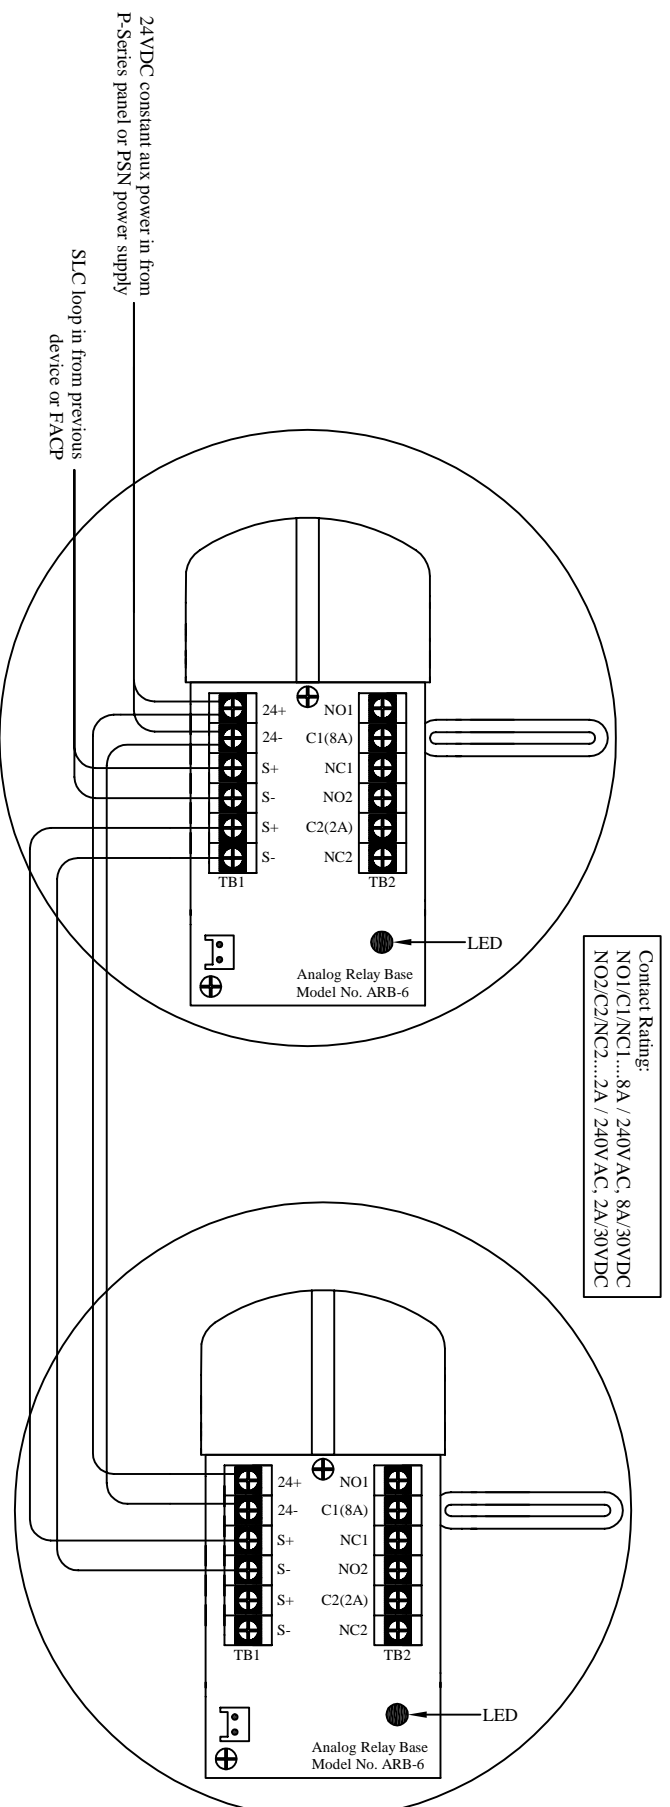 24VDC constant aux power in from
P-Series panel or PSN power supply
SLC loop in from previous
device or FACP
24+
24-
S+
S-
S+
S-
TB1
NO1
C1(8A)
NC1
NO2
C2(2A)
NC2
TB2
LED
Analog Relay Base
Model No. ARB-6
Contact Rating:
NO1/C1/NC1....8A / 240VAC, 8A/30VDC
NO2/C2/NC2....2A / 240VAC, 2A/30VDC
24+
24-
S+
S-
S+
S-
TB1
NO1
C1(8A)
NC1
NO2
C2(2A)
NC2
TB2
LED
Analog Relay Base
Model No. ARB-6